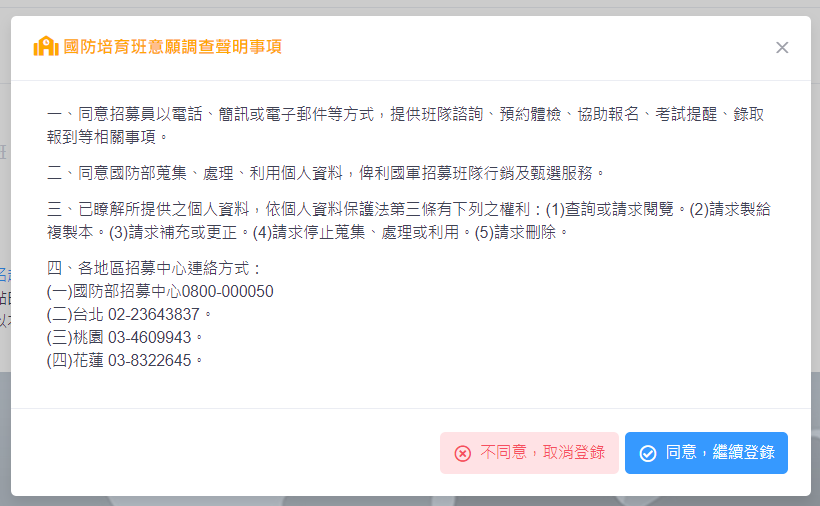 國防培育班意願調查聲明事項
一、同意招募員以電話、簡訊或電子郵件等方式，提供班隊諮詢、預約體檢、協助報名、考試提醒、錄取
報到等相關事項。
二、同意國防部蒐集、處理、利用個人資料，俾利國軍招募班隊行銷及甄選服務。
三、已瞭解所提供之個人資料，依個人資料保護法第三條有下列之權利：(1)查詢或請求閱覽。(2)請求製給
複製本。(3)請求補充或更正。(4)請求停止蒐集、處理或利用。(5)請求刪除。
四、各地區招募中心連絡方式：
(一)國防部招募中心0800-000050
(二)台北 02-23643837。
(三)桃園 03-4609943。
(四)花蓮 03-8322645。
不同意，取消登錄
同意，繼續登錄